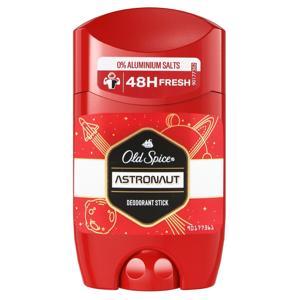 0% ALUMINIUM SALTS
48H FRESH
Old Spice®
ASTRONAUT
DEODORANT STICK